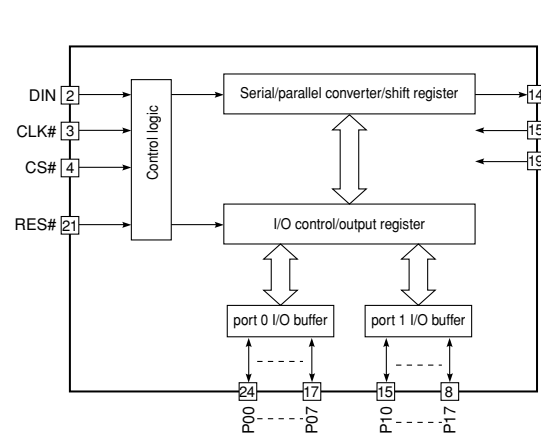 DIN 2
Serial/parallel converter/shift register
14
CLK# 3
Control logic
15
CS# 4
19
RES# 21
I/O control/output register
port 0 I/O buffer
port 1 I/O buffer
24
17
15
8
P00
P07
P10
P17